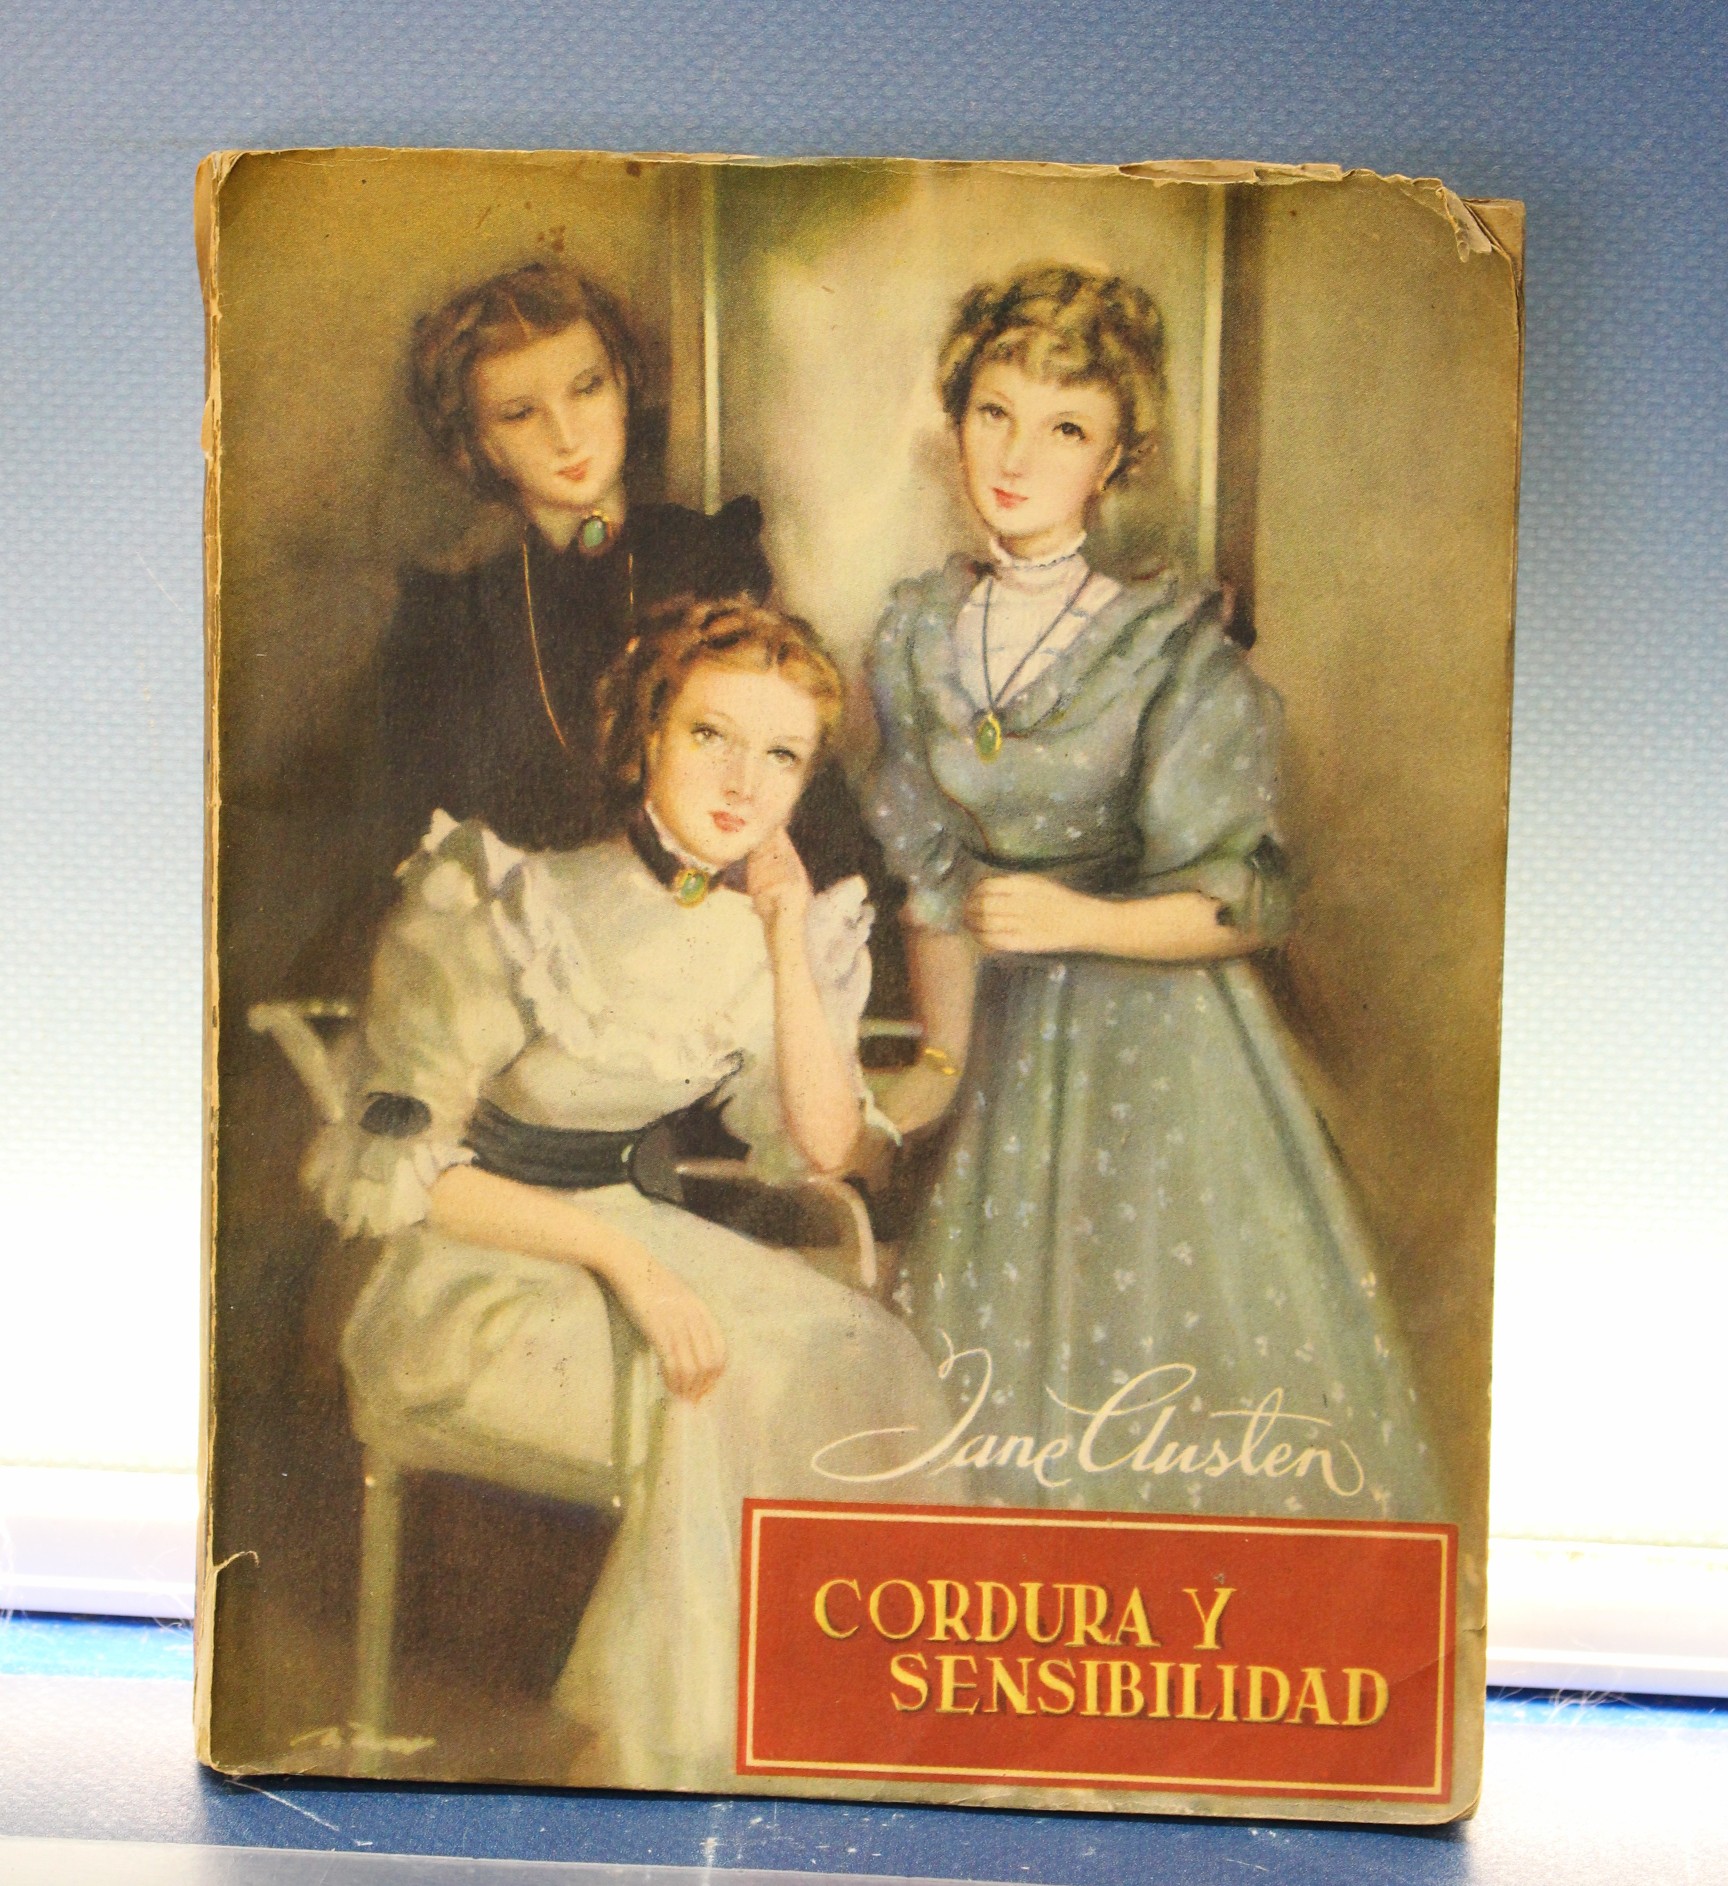 Jane Austen
CORDURA Y
SENSIBILIDAD